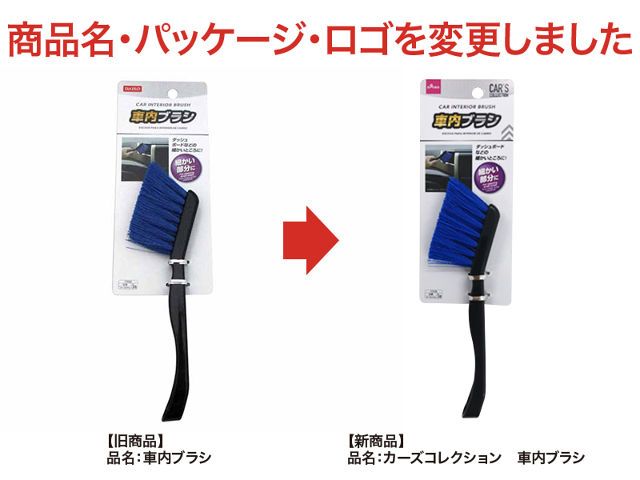 商品名・パッケージ・ロゴを変更しました
DAISO
CAR INTERIOR BRUSH
車内ブラシ
ダッシュ
ボードなどの
細かいところに!
細かい
部分に
CAR'S
COLLECTION
CAR INTERIOR BRUSH
車内ブラシ
ダッシュボード
などの
細かいところに!
細かい
部分に
【旧商品】
品名:車内ブラシ
【新商品】
品名:カーズコレクション 車内ブラシ